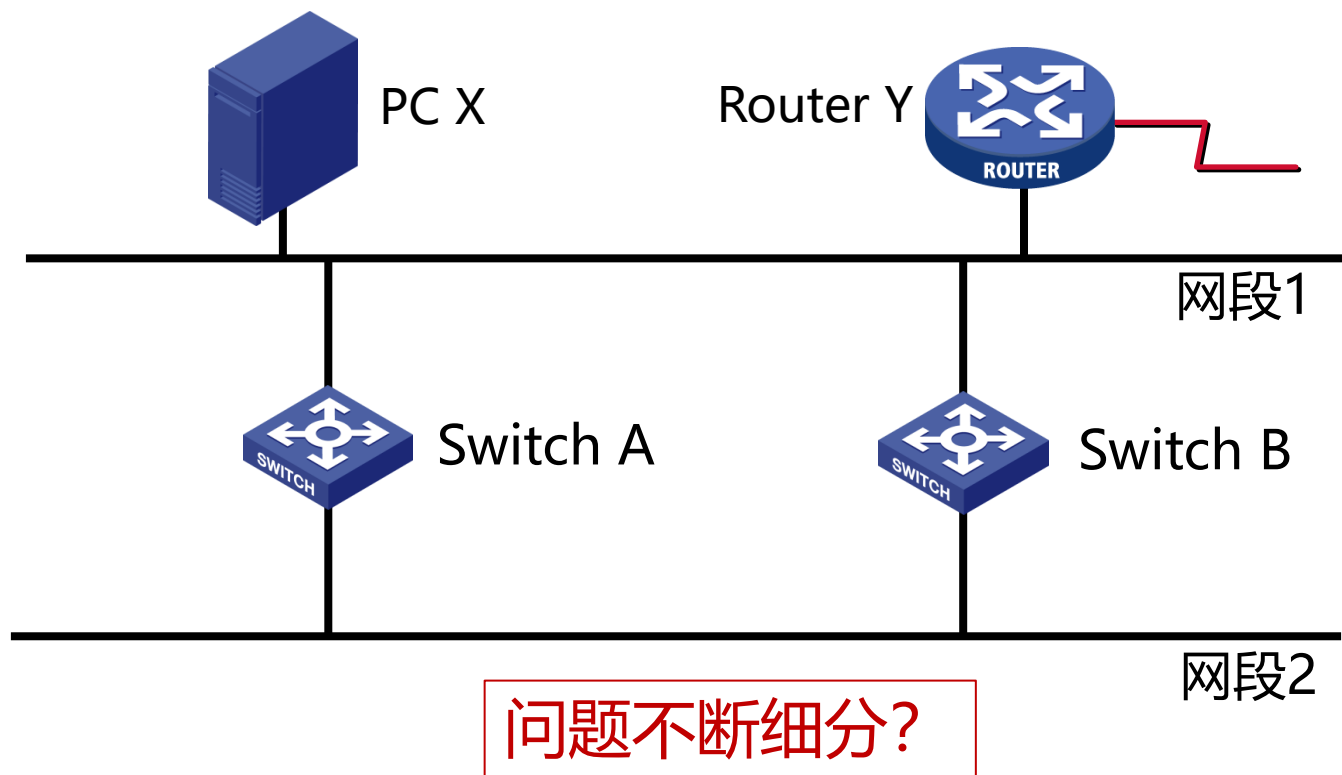 PC X
Router Y
ROUTER
网段1
SWITCH
Switch A
SWITCH
Switch B
网段2
问题不断细分？